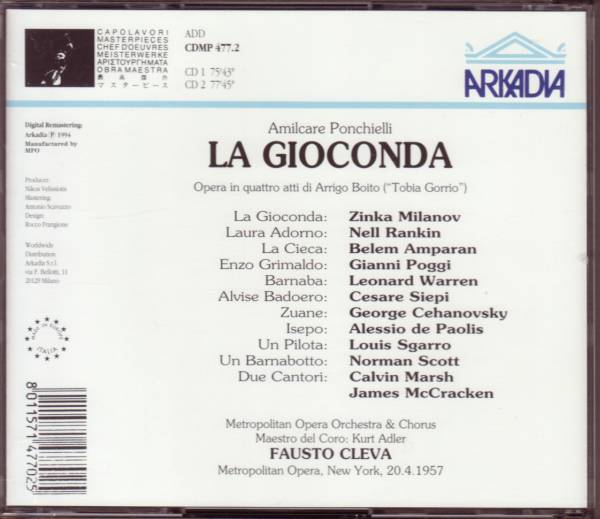 CAPOLAVORI
MASTERPIECES
CHEF D'OEUVRES
MEISTERWERKE
ΑΡΙΣΤΟΥΡΓΗΜΑΤΑ
OBRA MAESTRA
マスターピース
ADD
CDMP 477.2
CD 1 75'43"
CD 2 77'45"
ARKADIA
Digital Remastering:
Arkadia Ⓟ 1994
Manufactured by
MPO
Producer:
Nikos Velissiotis
Mastering:
Antonio Scavuzzo
Design:
Rocco Frangione
Worldwide
Distribution
Arkadia S.r.l.
via F. Bellotti, 11
20129 Milano
MADE IN EUROPE
ITALIA
8 011571 477025
Amilcare Ponchielli
LA GIOCONDA
Opera in quattro atti di Arrigo Boito ("Tobia Gorrio")
La Gioconda: Zinka Milanov
Laura Adorno: Nell Rankin
La Cieca: Belem Amparan
Enzo Grimaldo: Gianni Poggi
Barnaba: Leonard Warren
Alvise Badoero: Cesare Siepi
Zuane: George Cehanovsky
Isepo: Alessio de Paolis
Un Pilota: Louis Sgarro
Un Barnabotto: Norman Scott
Due Cantori: Calvin Marsh
James McCracken
Metropolitan Opera Orchestra & Chorus
Maestro del Coro: Kurt Adler
FAUSTO CLEVA
Metropolitan Opera, New York, 20.4.1957